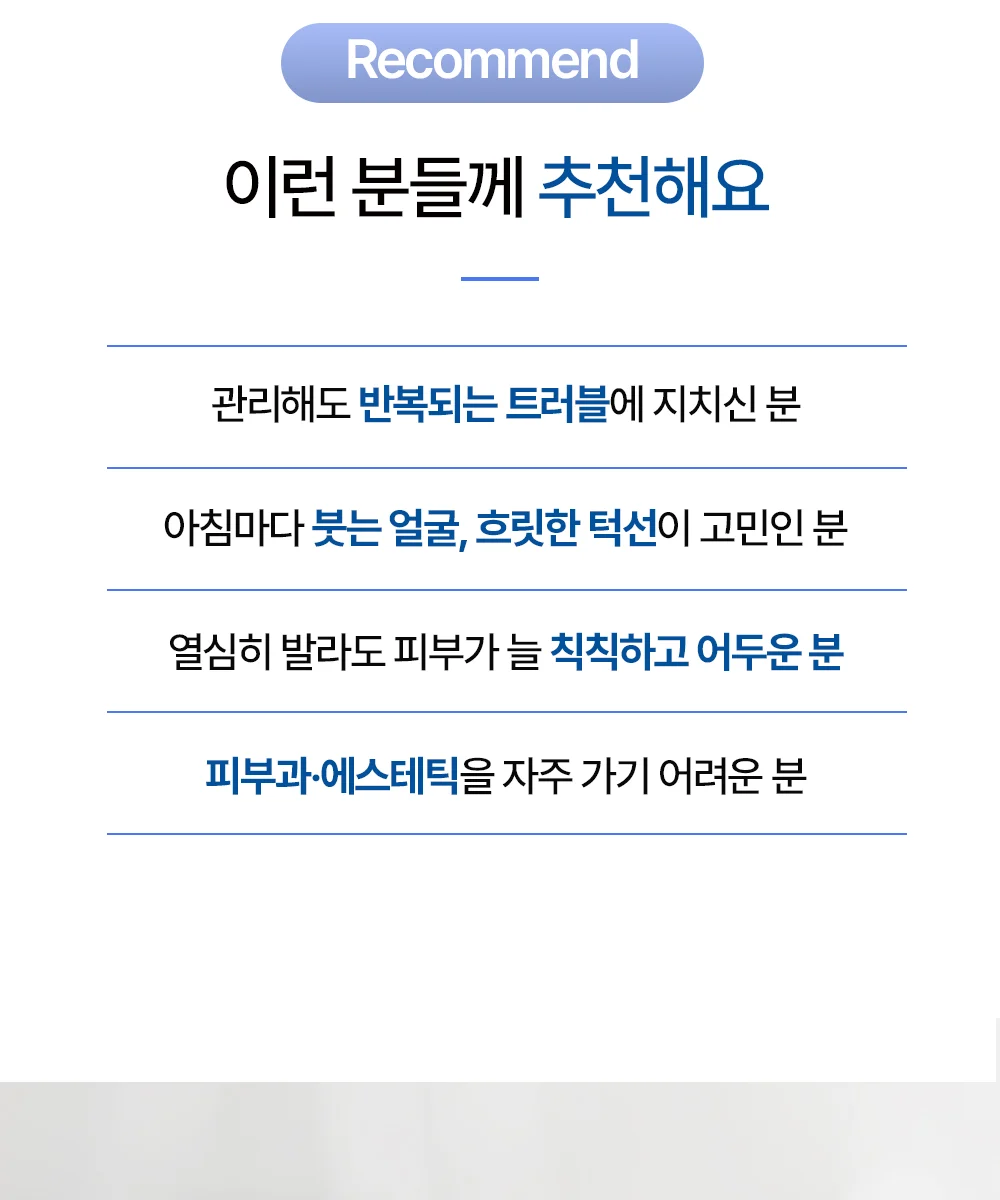 Recommend
이런 분들께 추천해요
관리해도 반복되는 트러블에 지치신 분
아침마다 붓는 얼굴, 흐릿한 턱선이 고민인 분
열심히 발라도 피부가 늘 칙칙하고 어두운 분
피부과·에스테틱을 자주 가기 어려운 분